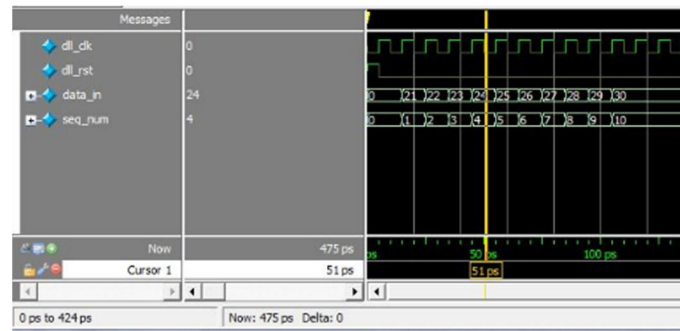 Messages
dll_clk 0
dll_rst 0
data_in 24 0 21 22 23 24 25 26 27 28 29 30
seq_num 4 0 1 2 3 4 5 6 7 8 9 10
Now 475 ps ps 50 ps 100 ps
Cursor 1 51 ps 51 ps
0 ps to 424 ps Now: 475 ps Delta: 0